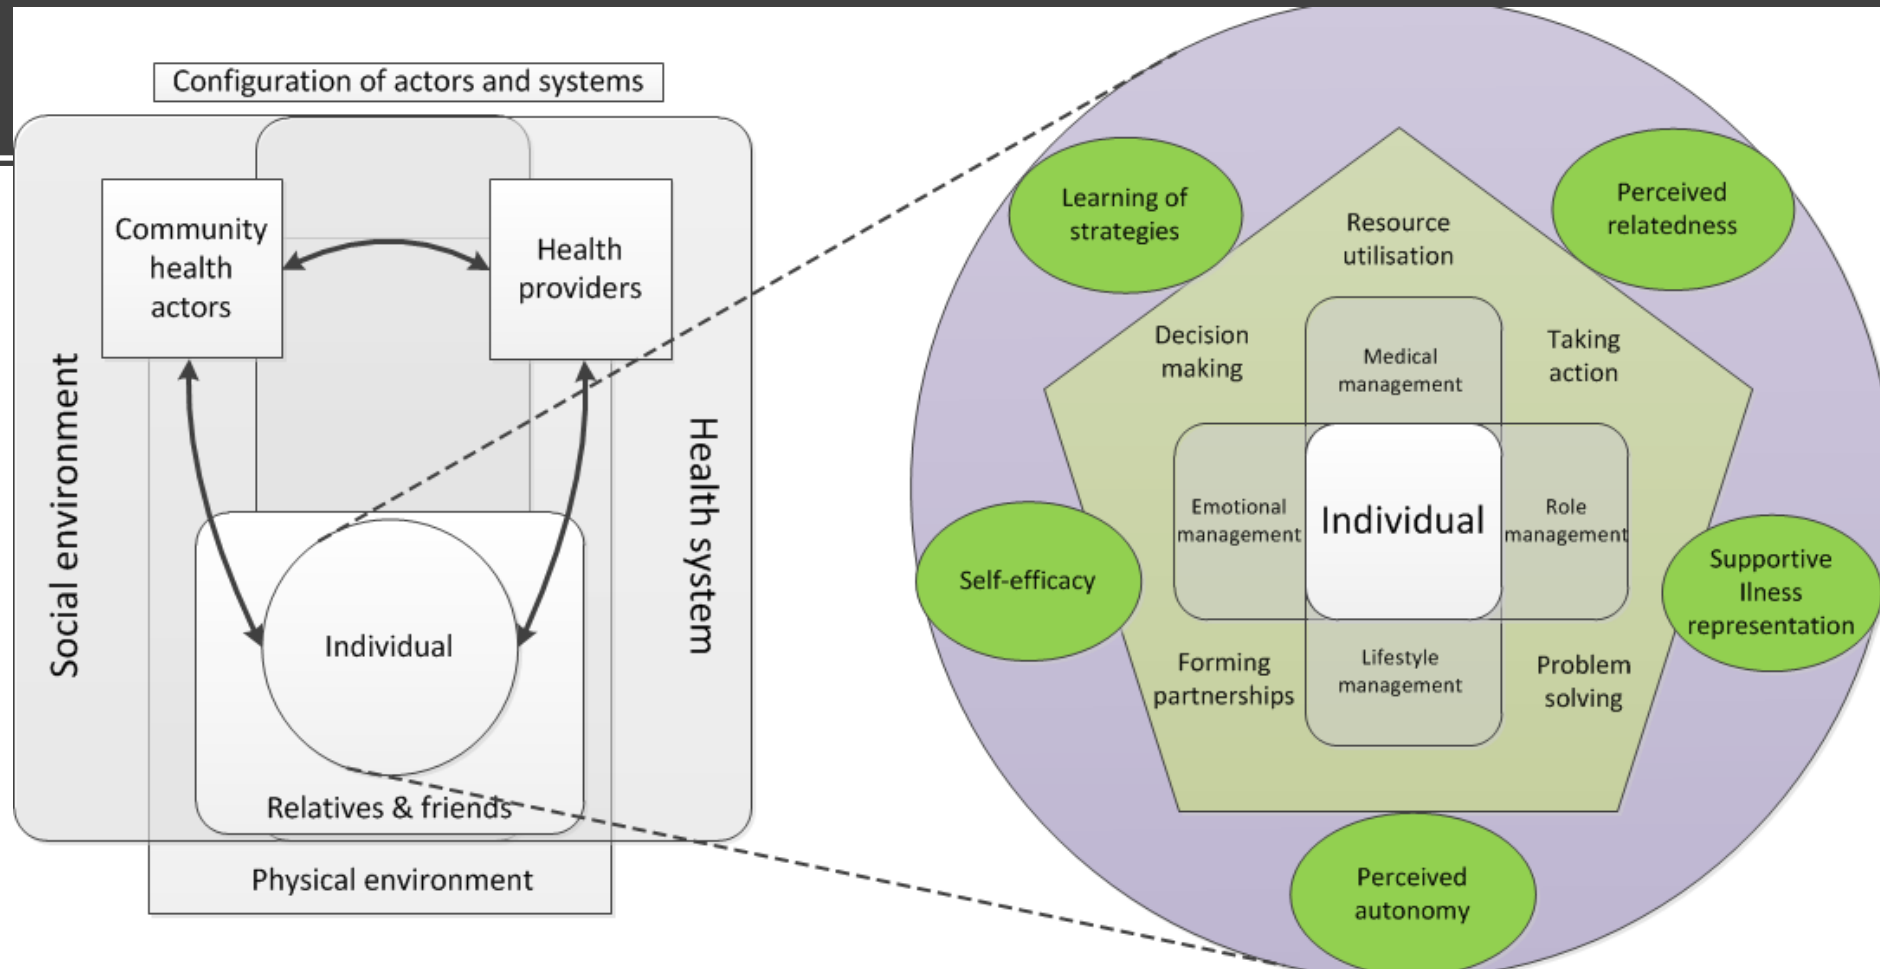 Configuration of actors and systems
Community
health
actors
Health
providers
Social environment
Health system
Individual
Relatives & friends
Physical environment
Learning of
strategies
Perceived
relatedness
Resource
utilisation
Decision
making
Taking
action
Medical
management
Emotional
management
Individual
Role
management
Self-efficacy
Supportive
Ilness
representation
Forming
partnerships
Lifestyle
management
Problem
solving
Perceived
autonomy